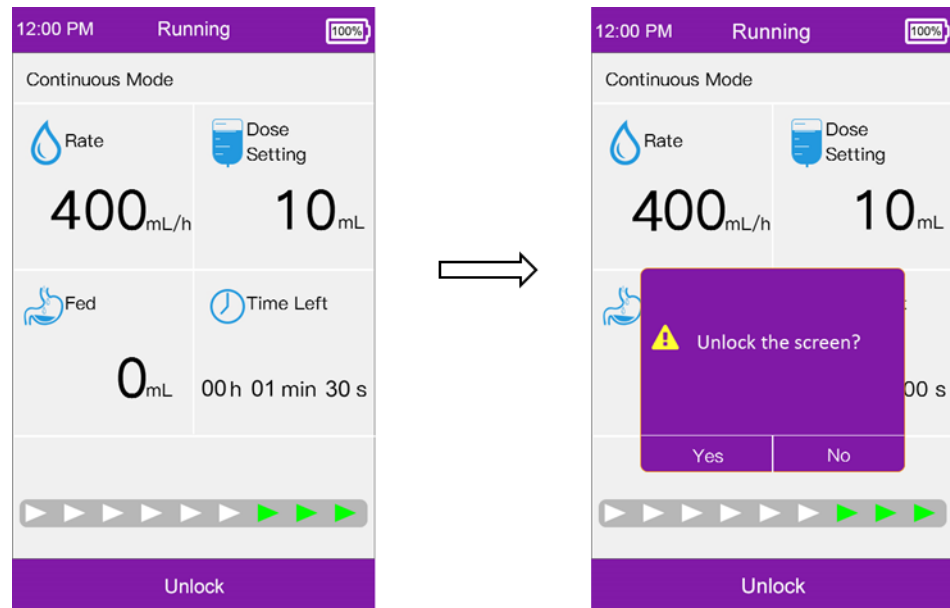 12:00 PM Running 100%
Continuous Mode
Rate
Dose
Setting
400mL/h
10mL
Fed
Time Left
0mL
00h 01 min 30 s
Unlock
12:00 PM Running 100%
Continuous Mode
Rate
Dose
Setting
400mL/h
10mL
Unlock the screen?
00 s
Yes
No
Unlock